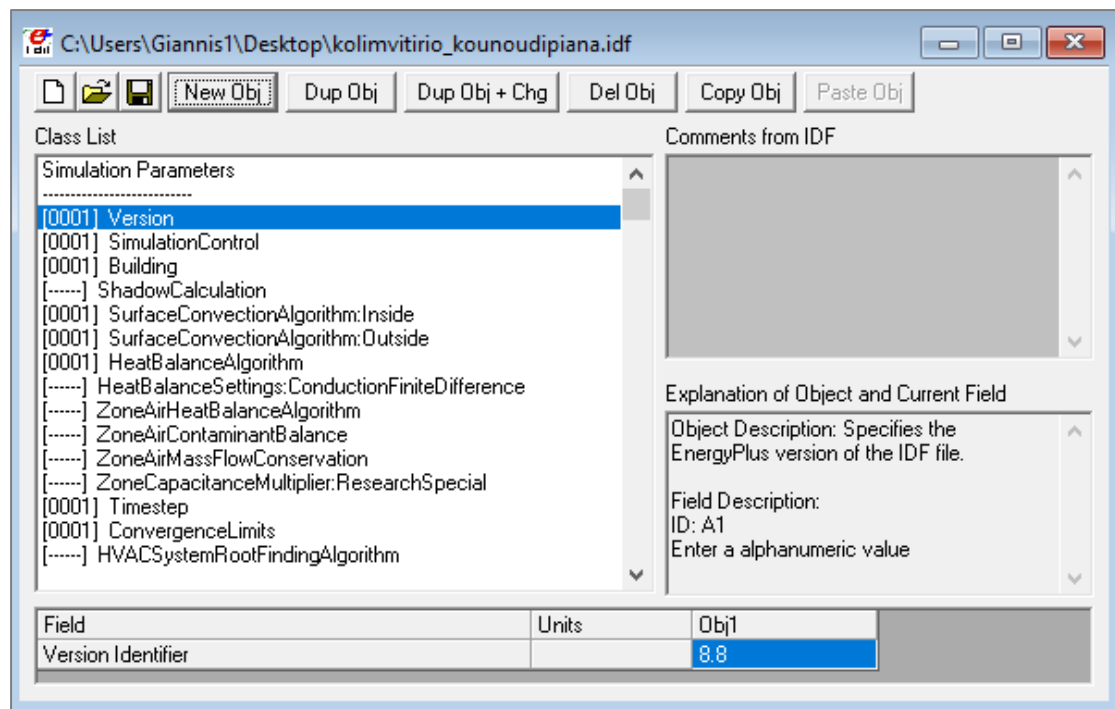 C:\Users\Giannis1\Desktop\kolimvitirio_kounoudipiana.idf
New Obj Dup Obj Dup Obj + Chg Del Obj Copy Obj Paste Obj
Class List
Simulation Parameters
---------------------------
[0001] Version
[0001] SimulationControl
[0001] Building
[------] ShadowCalculation
[0001] SurfaceConvectionAlgorithm:Inside
[0001] SurfaceConvectionAlgorithm:Outside
[0001] HeatBalanceAlgorithm
[------] HeatBalanceSettings:ConductionFiniteDifference
[------] ZoneAirHeatBalanceAlgorithm
[------] ZoneAirContaminantBalance
[------] ZoneAirMassFlowConservation
[------] ZoneCapacitanceMultiplier:ResearchSpecial
[0001] Timestep
[0001] ConvergenceLimits
[------] HVACSystemRootFindingAlgorithm
Comments from IDF
Explanation of Object and Current Field
Object Description: Specifies the
EnergyPlus version of the IDF file.
Field Description:
ID: A1
Enter a alphanumeric value
Field Units Obj1
Version Identifier 8.8